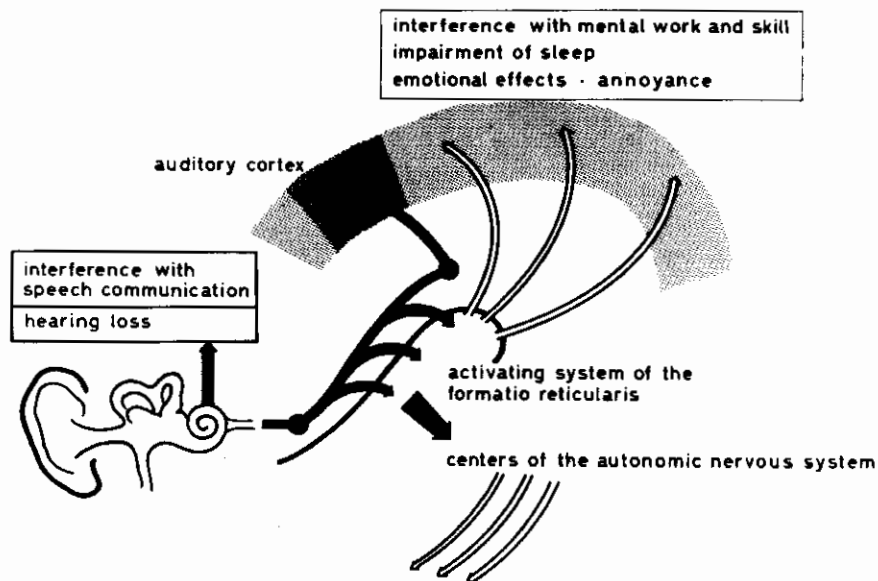 interference with mental work and skill
impairment of sleep
emotional effects · annoyance
auditory cortex
interference with
speech communication
hearing loss
activating system of the
formatio reticularis
centers of the autonomic nervous system